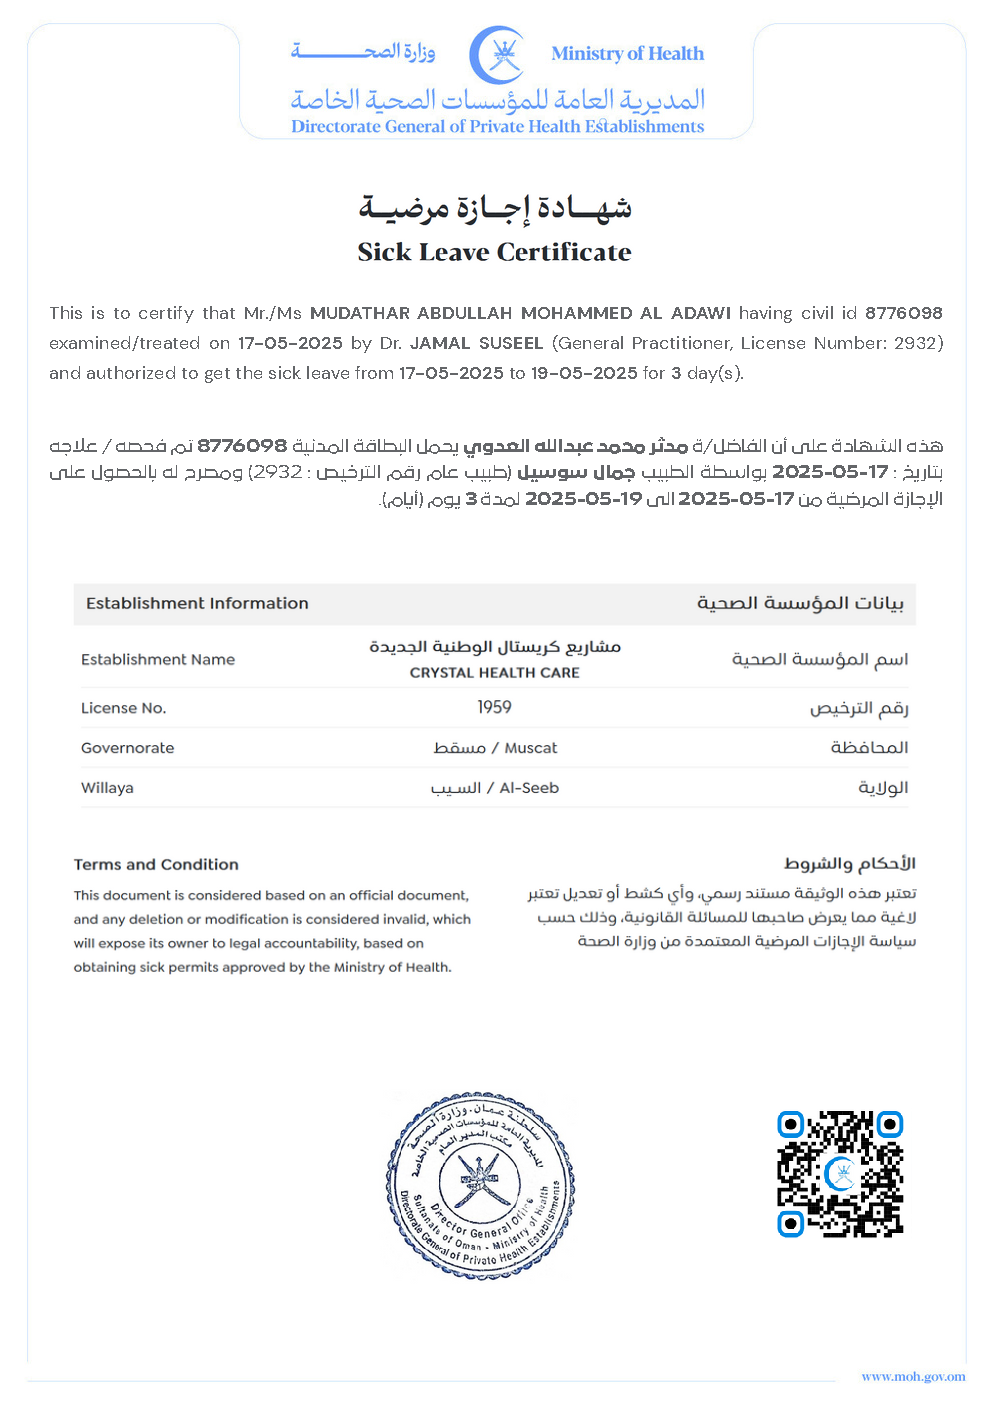 وزارة الصحــــــة
Ministry of Health
المديرية العامة للمؤسسات الصحية الخاصة
Directorate General of Private Health Establishments
شهـــادة إجـــازة مرضيـــة
Sick Leave Certificate
This is to certify that Mr./Ms MUDATHAR ABDULLAH MOHAMMED AL ADAWI having civil id 8776098
examined/treated on 17-05-2025 by Dr. JAMAL SUSEEL (General Practitioner, License Number: 2932)
and authorized to get the sick leave from 17-05-2025 to 19-05-2025 for 3 day(s).
هذه الشهادة على أن الفاضل/ة مدثر محمد عبدالله العدوي يحمل البطاقة المدنية 8776098 تم فحصه / علاجه
بتاريخ : 17-05-2025 بواسطة الطبيب جمال سوسيل (طبيب عام رقم الترخيص : 2932) ومصرح له بالحصول على
الإجازة المرضية من 17-05-2025 الى 19-05-2025 لمدة 3 يوم (أيام).
Establishment Information
بيانات المؤسسة الصحية
Establishment Name
مشاريع كريستال الوطنية الجديدة
CRYSTAL HEALTH CARE
اسم المؤسسة الصحية
License No.
1959
رقم الترخيص
Governorate
مسقط / Muscat
المحافظة
Willaya
السيب / Al-Seeb
الولاية
Terms and Condition
This document is considered based on an official document,
and any deletion or modification is considered invalid, which
will expose its owner to legal accountability, based on
obtaining sick permits approved by the Ministry of Health.
الأحكام والشروط
تعتبر هذه الوثيقة مستند رسمي، وأي كشط أو تعديل تعتبر
لاغية مما يعرض صاحبها للمسائلة القانونية، وذلك حسب
سياسة الإجازات المرضية المعتمدة من وزارة الصحة
سلطنة عمان - وزارة الصحة
المديرية العامة للمؤسسات الصحية الخاصة
مكتب المدير العام
Director General Office
Sultanate of Oman - Ministry of Health
Directorate General of Private Health Establishments
www.moh.gov.om